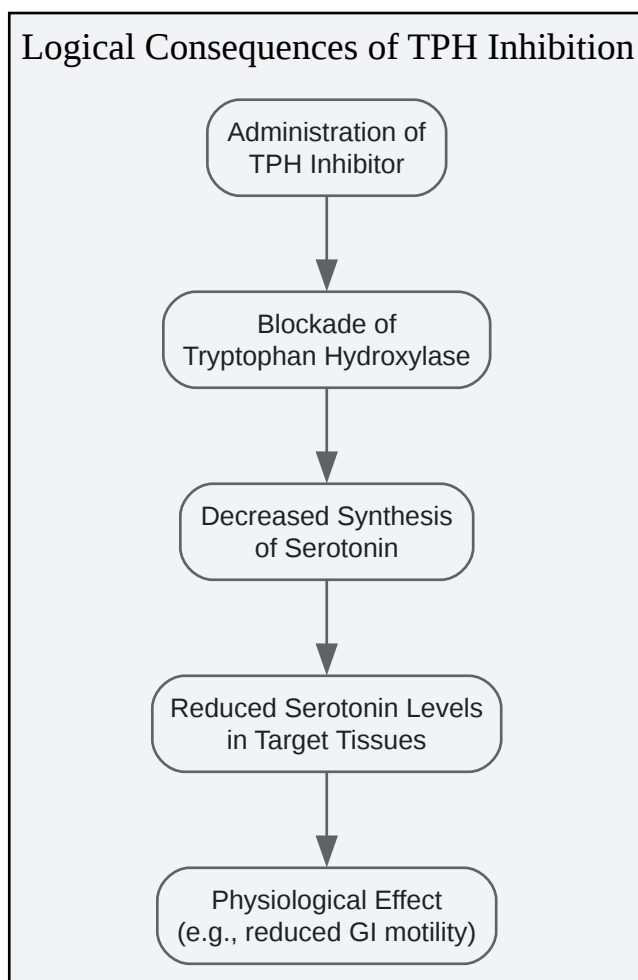 Logical Consequences of TPH Inhibition
Administration of
TPH Inhibitor
Blockade of
Tryptophan Hydroxylase
Decreased Synthesis
of Serotonin
Reduced Serotonin Levels
in Target Tissues
Physiological Effect
(e.g., reduced GI motility)